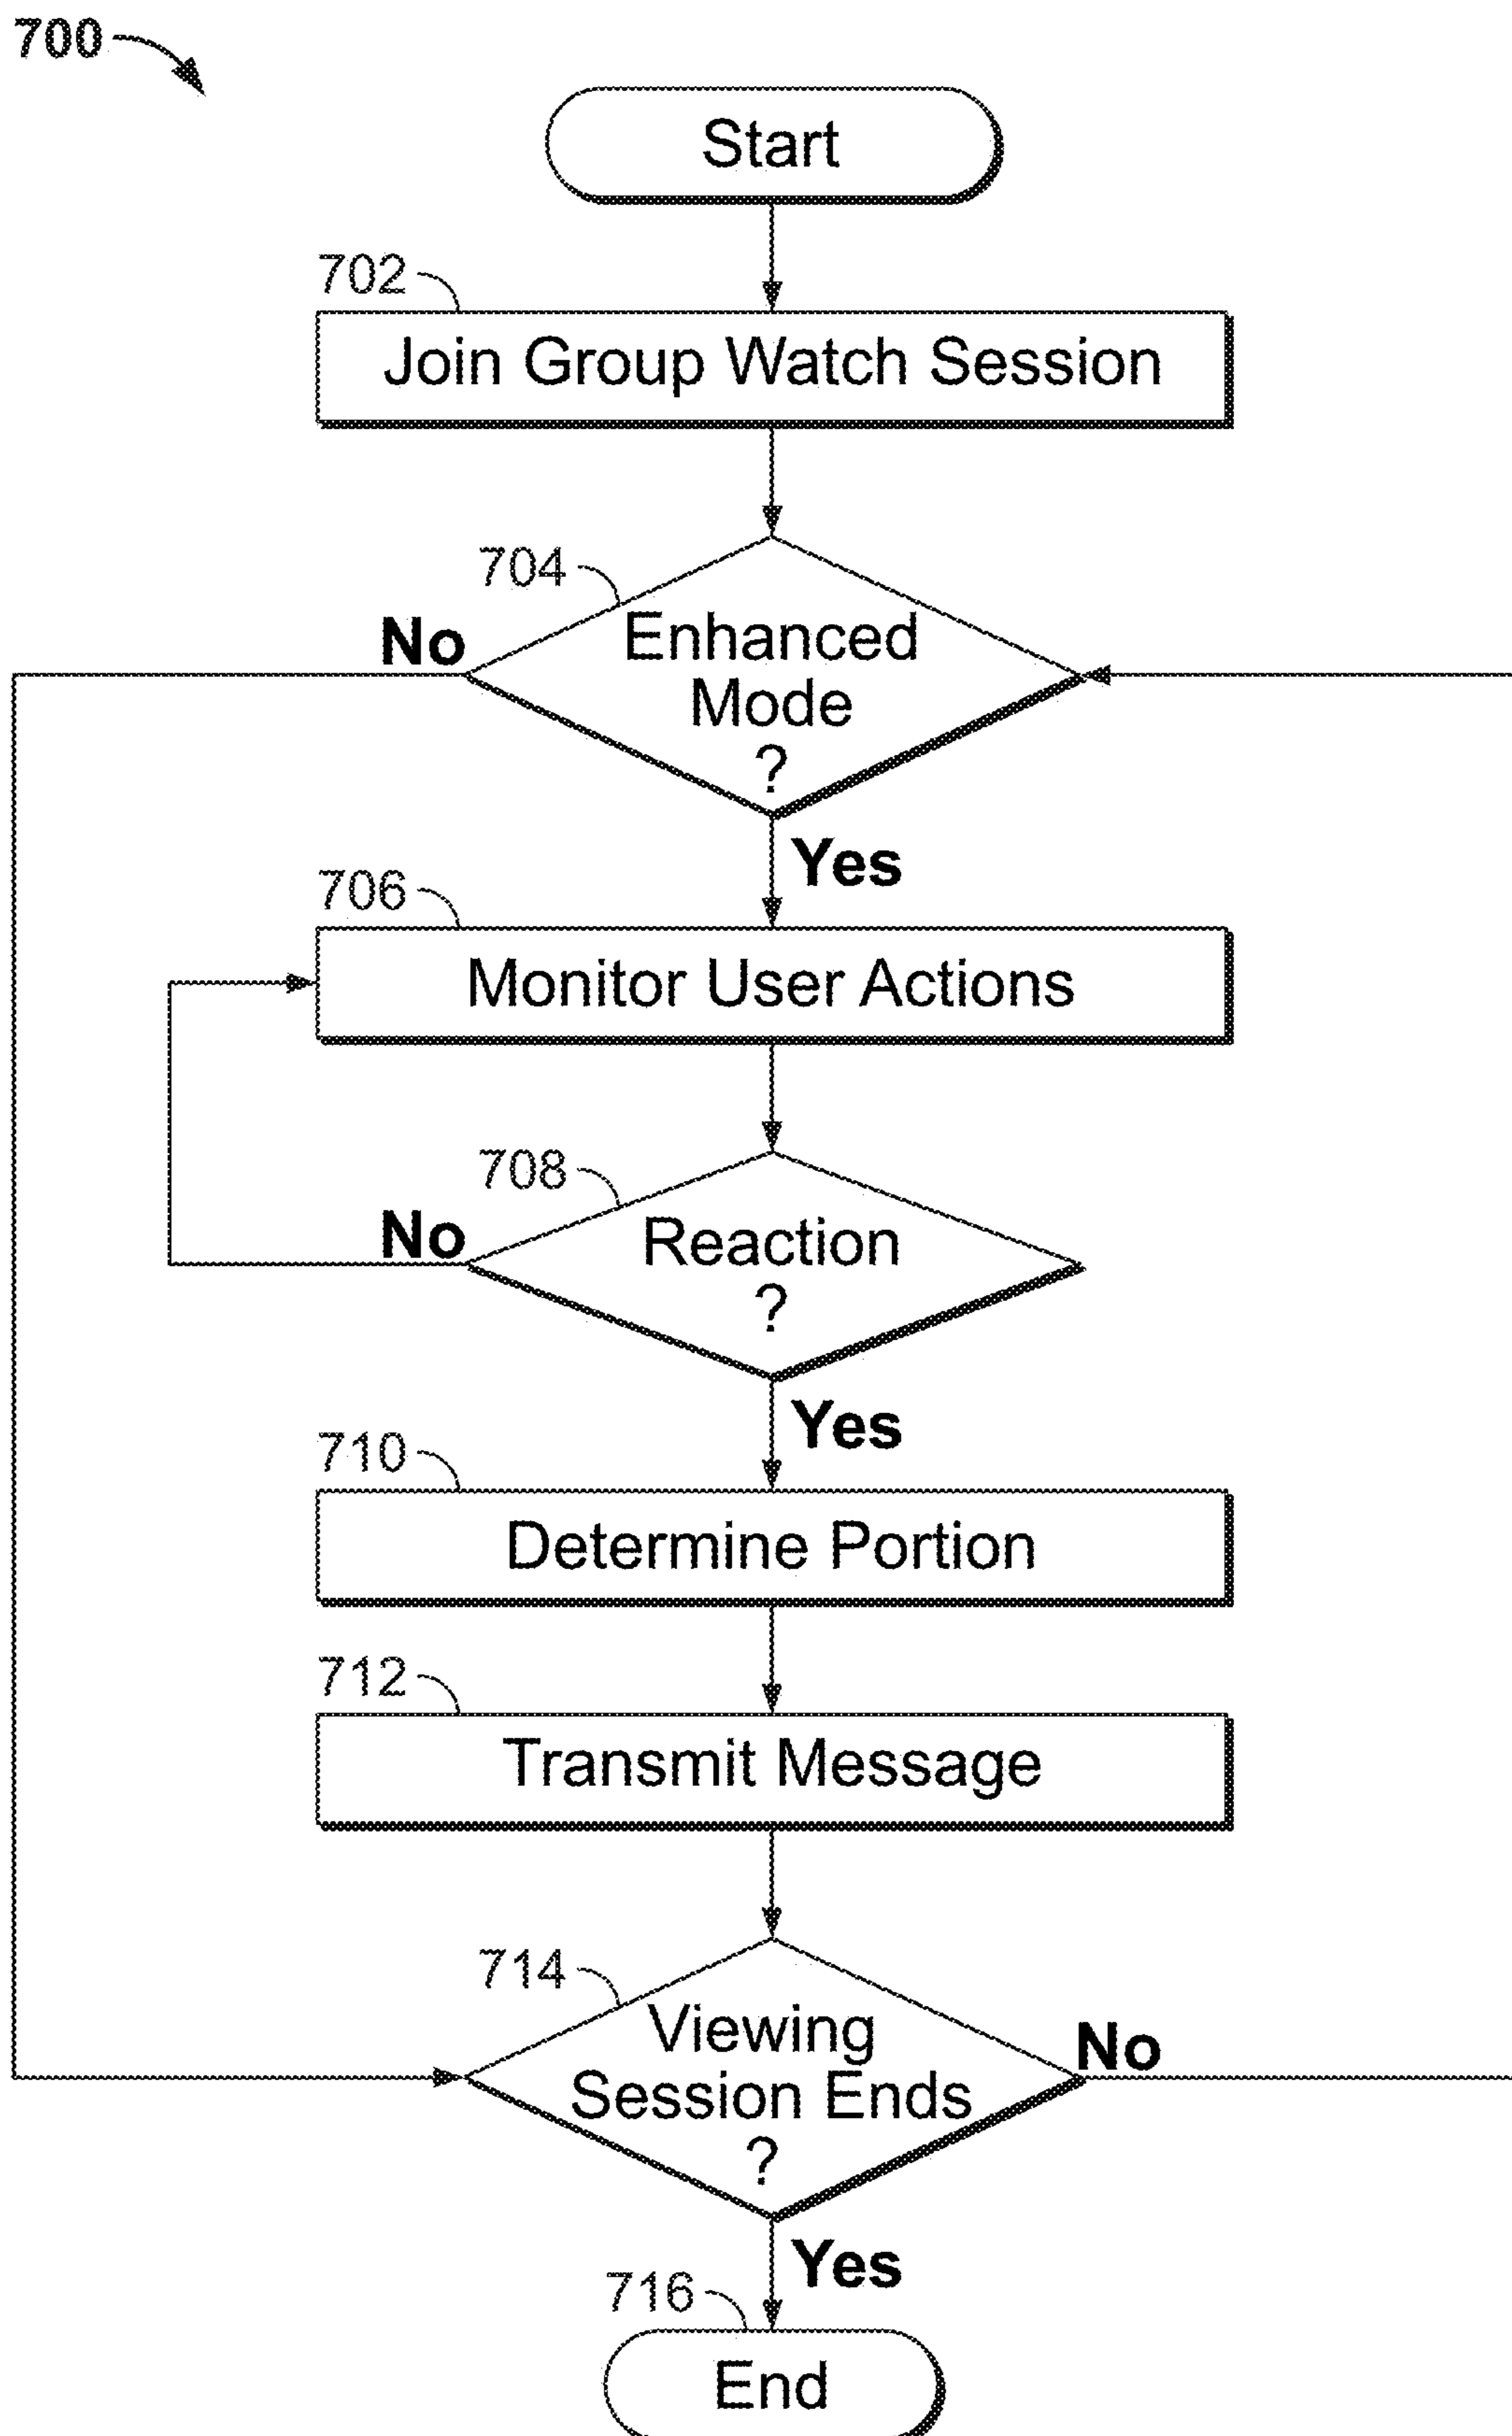 700
Start
702
Join Group Watch Session
704
No
Enhanced
Mode
?
Yes
706
Monitor User Actions
708
No
Reaction
?
Yes
710
Determine Portion
712
Transmit Message
714
Viewing
No
Session Ends
?
Yes
716
End